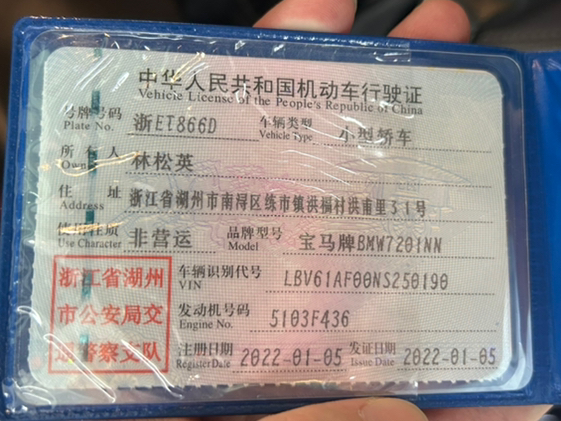 中华人民共和国机动车行驶证
Vehicle License of the People's Republic of China
号牌号码 Plate No. 浙ET866D 车辆类型 Vehicle Type 小型轿车
所有人 Owner 林松英
住址 Address 浙江省湖州市南浔区练市镇洪福村洪甫里31号
使用性质 Use Character 非营运 品牌型号 Model 宝马牌BMW7201NN
车辆识别代号 VIN LBV61AF00NS250190
发动机号码 Engine No. 5103F436
注册日期 Register Date 2022-01-05 发证日期 Issue Date 2022-01-05
浙江省湖州
市公安局交
通警察支队